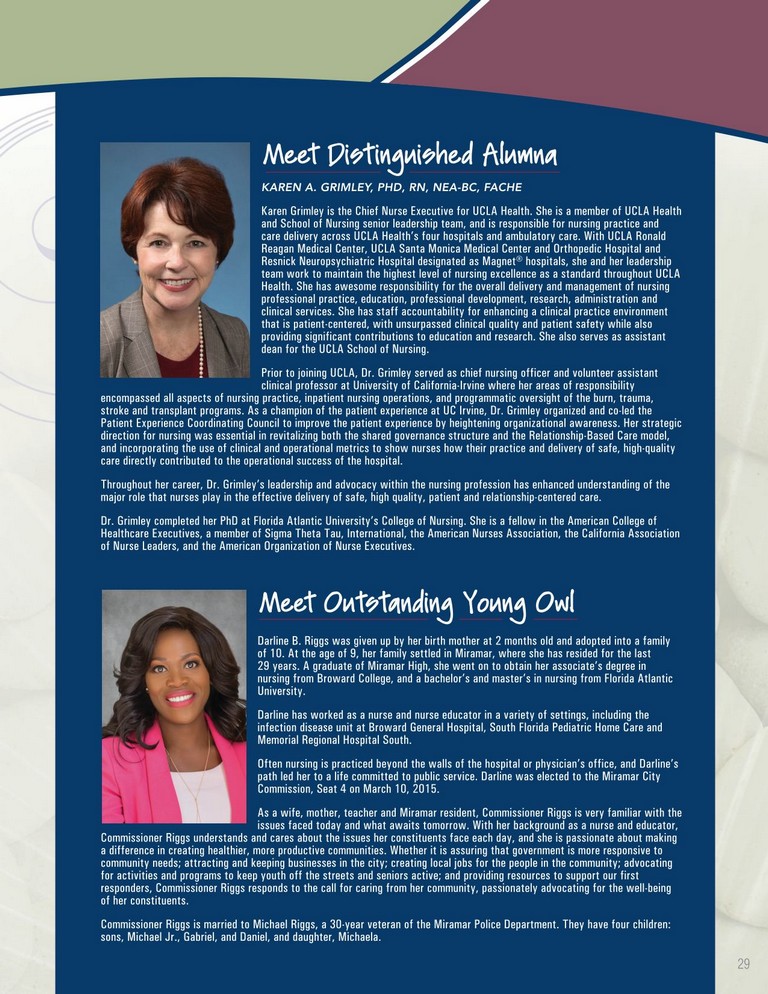 Meet Distinguished Alumna
KAREN A. GRIMLEY, PHD, RN, NEA-BC, FACHE
Karen Grimley is the Chief Nurse Executive for UCLA Health. She is a member of UCLA Health
and School of Nursing senior leadership team, and is responsible for nursing practice and
care delivery across UCLA Health's four hospitals and ambulatory care. With UCLA Ronald
Reagan Medical Center, UCLA Santa Monica Medical Center and Orthopedic Hospital and
Resnick Neuropsychiatric Hospital designated as Magnet® hospitals, she and her leadership
team work to maintain the highest level of nursing excellence as a standard throughout UCLA
Health. She has awesome responsibility for the overall delivery and management of nursing
professional practice, education, professional development, research, administration and
clinical services. She has staff accountability for enhancing a clinical practice environment
that is patient-centered, with unsurpassed clinical quality and patient safety while also
providing significant contributions to education and research. She also serves as assistant
dean for the UCLA School of Nursing.
Prior to joining UCLA, Dr. Grimley served as chief nursing officer and volunteer assistant
clinical professor at University of California-Irvine where her areas of responsibility
encompassed all aspects of nursing practice, inpatient nursing operations, and programmatic oversight of the burn, trauma,
stroke and transplant programs. As a champion of the patient experience at UC Irvine, Dr. Grimley organized and co-led the
Patient Experience Coordinating Council to improve the patient experience by heightening organizational awareness. Her strategic
direction for nursing was essential in revitalizing both the shared governance structure and the Relationship-Based Care model,
and incorporating the use of clinical and operational metrics to show nurses how their practice and delivery of safe, high-quality
care directly contributed to the operational success of the hospital.
Throughout her career, Dr. Grimley's leadership and advocacy within the nursing profession has enhanced understanding of the
major role that nurses play in the effective delivery of safe, high quality, patient and relationship-centered care.
Dr. Grimley completed her PhD at Florida Atlantic University's College of Nursing. She is a fellow in the American College of
Healthcare Executives, a member of Sigma Theta Tau, International, the American Nurses Association, the California Association
of Nurse Leaders, and the American Organization of Nurse Executives.
Meet Outstanding Young Owl
Darline B. Riggs was given up by her birth mother at 2 months old and adopted into a family
of 10. At the age of 9, her family settled in Miramar, where she has resided for the last
29 years. A graduate of Miramar High, she went on to obtain her associate's degree in
nursing from Broward College, and a bachelor's and master's in nursing from Florida Atlantic
University.
Darline has worked as a nurse and nurse educator in a variety of settings, including the
infection disease unit at Broward General Hospital, South Florida Pediatric Home Care and
Memorial Regional Hospital South.
Often nursing is practiced beyond the walls of the hospital or physician's office, and Darline's
path led her to a life committed to public service. Darline was elected to the Miramar City
Commission, Seat 4 on March 10, 2015.
As a wife, mother, teacher and Miramar resident, Commissioner Riggs is very familiar with the
issues faced today and what awaits tomorrow. With her background as a nurse and educator,
Commissioner Riggs understands and cares about the issues her constituents face each day, and she is passionate about making
a difference in creating healthier, more productive communities. Whether it is assuring that government is more responsive to
community needs; attracting and keeping businesses in the city; creating local jobs for the people in the community; advocating
for activities and programs to keep youth off the streets and seniors active; and providing resources to support our first
responders, Commissioner Riggs responds to the call for caring from her community, passionately advocating for the well-being
of her constituents.
Commissioner Riggs is married to Michael Riggs, a 30-year veteran of the Miramar Police Department. They have four children:
sons, Michael Jr., Gabriel, and Daniel, and daughter, Michaela.
29